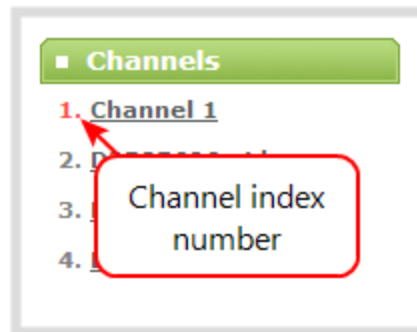 Channels
1. Channel 1
2.
3.
4.
Channel index
number